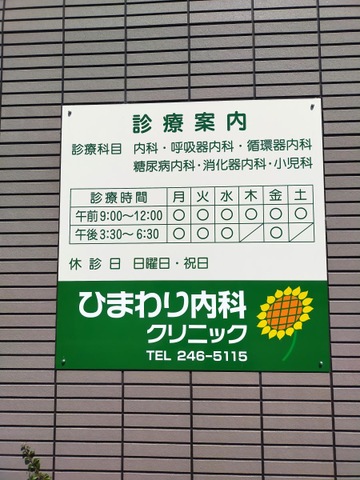 診療案内
診療科目 内科・呼吸器内科・循環器内科
糖尿病内科・消化器内科・小児科
診療時間 月 火 水 木 金 土
午前9:00〜12:00 ○ ○ ○ ○ ○ ○
午後3:30〜6:30 ○ ○ ○ ／ ○ ／
休診日 日曜日・祝日
ひまわり内科
クリニック
TEL 246-5115